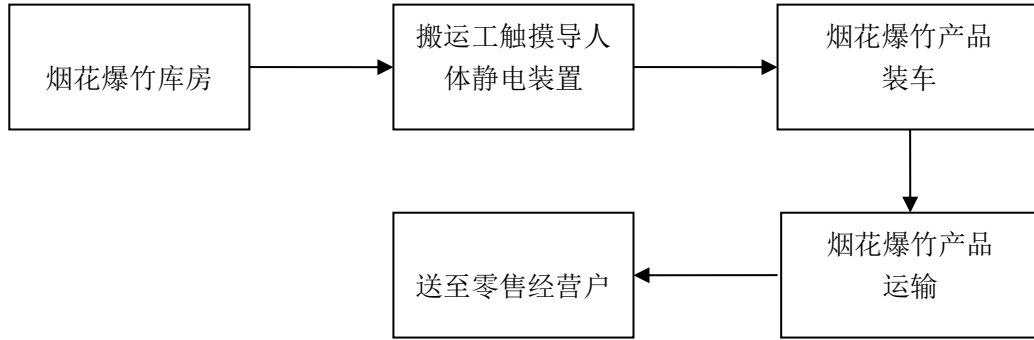 烟花爆竹库房
搬运工触摸导人
体静电装置
烟花爆竹产品
装车
烟花爆竹产品
运输
送至零售经营户